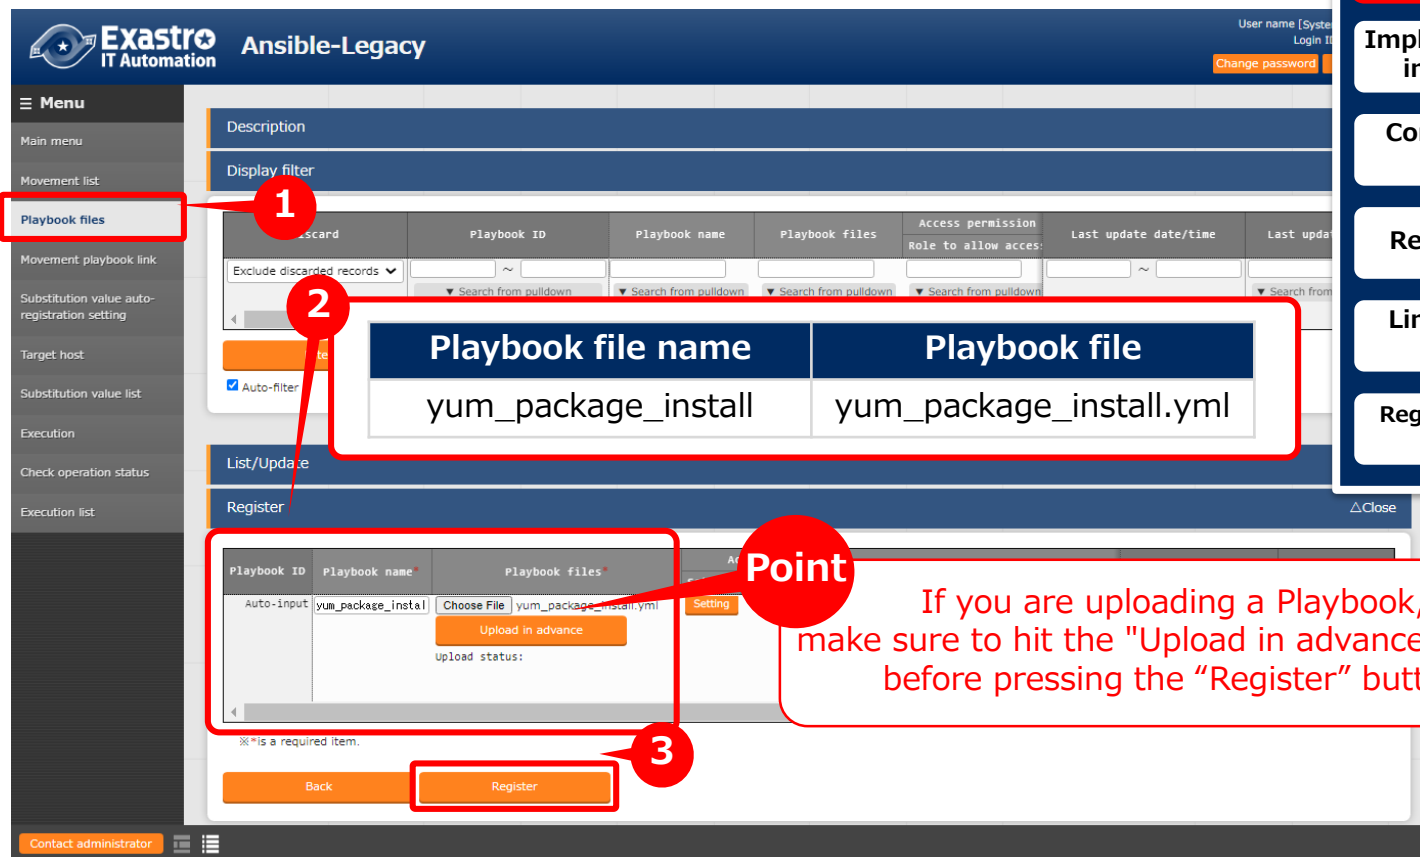 Exastro
IT Automation
Ansible-Legacy
User name [Syste
Login I
Change password
Menu
Main menu
Movement list
Playbook files
Movement playbook link
Substitution value auto-
registration setting
Target host
Substitution value list
Execution
Check operation status
Execution list
Description
Display filter
1
Playbook ID
Playbook name
Playbook files
Access permission
Role to allow acces
Last update date/time
Last upda
Exclude discarded records
~
~
▼ Search from pulldown
▼ Search from pulldown
▼ Search from pulldown
▼ Search from pulldown
▼ Search from
2
Auto-filter
Playbook file name
Playbook file
yum_package_install
yum_package_install.yml
List/Update
Register
△Close
Playbook ID
Playbook name*
Playbook files*
Auto-input
yum_package_instal
Choose File
yum_package_install.yml
Setting
Upload in advance
Upload status:
Point
If you are uploading a Playbook,
make sure to hit the "Upload in advance
before pressing the “Register” butt
※*is a required item.
3
Back
Register
Contact administrator
Imp
Co
Re
Li
Reg